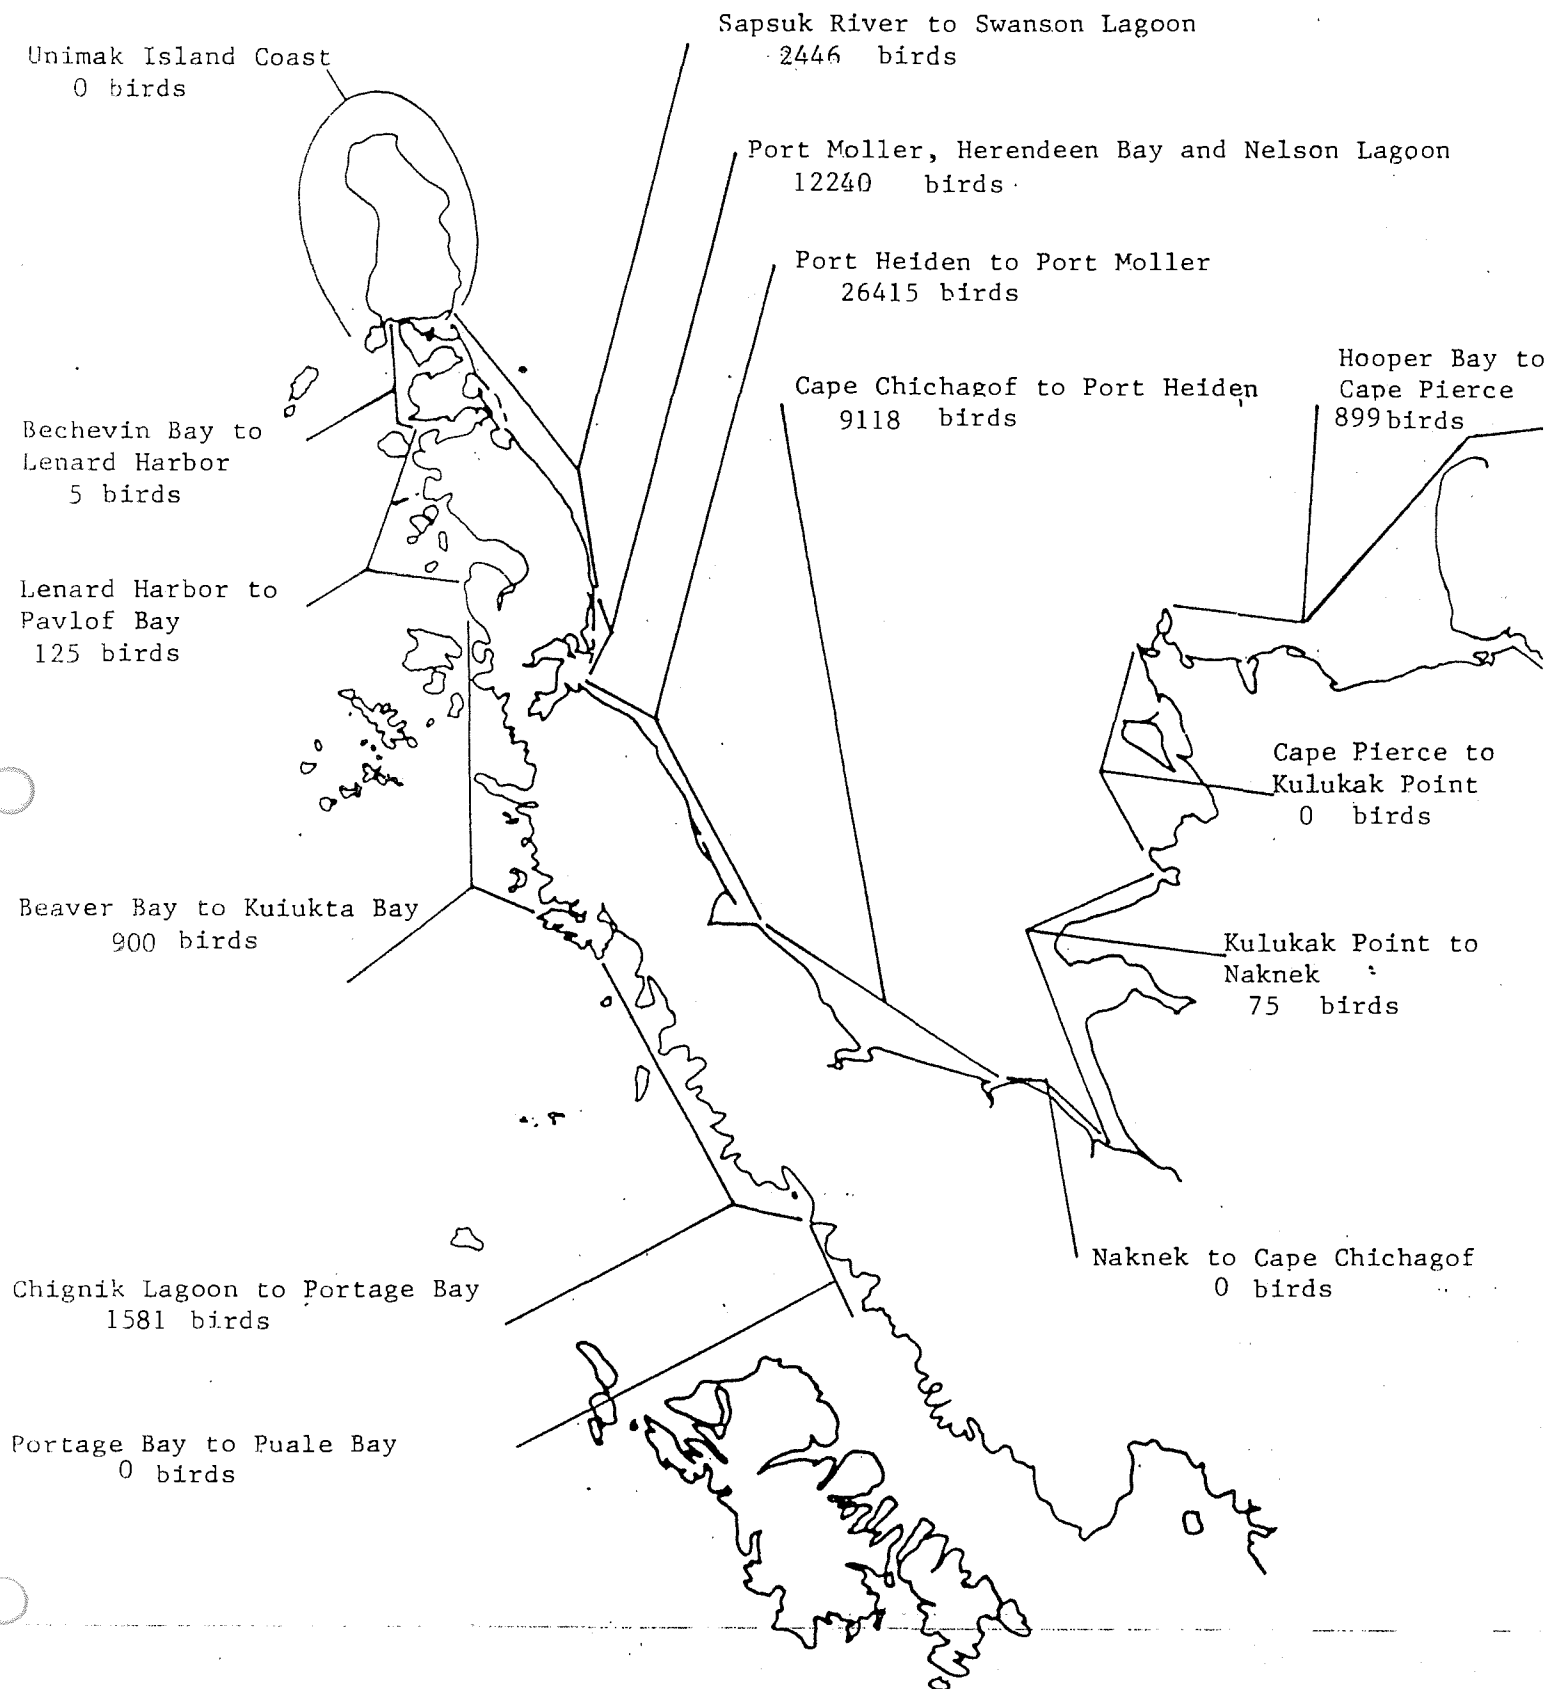 Sapsuk River to Swanson Lagoon
2446 birds
Unimak Island Coast
0 birds
Port Moller, Herendeen Bay and Nelson Lagoon
12240 birds
Port Heiden to Port Moller
26415 birds
Cape Chichagof to Port Heiden
9118 birds
Hooper Bay to
Cape Pierce
899 birds
Bechevin Bay to
Lenard Harbor
5 birds
Lenard Harbor to
Pavlof Bay
125 birds
Cape Pierce to
Kulukak Point
0 birds
Beaver Bay to Kuiukta Bay
900 birds
Kulukak Point to
Naknek
75 birds
Naknek to Cape Chichagof
0 birds
Chignik Lagoon to Portage Bay
1581 birds
Portage Bay to Puale Bay
0 birds